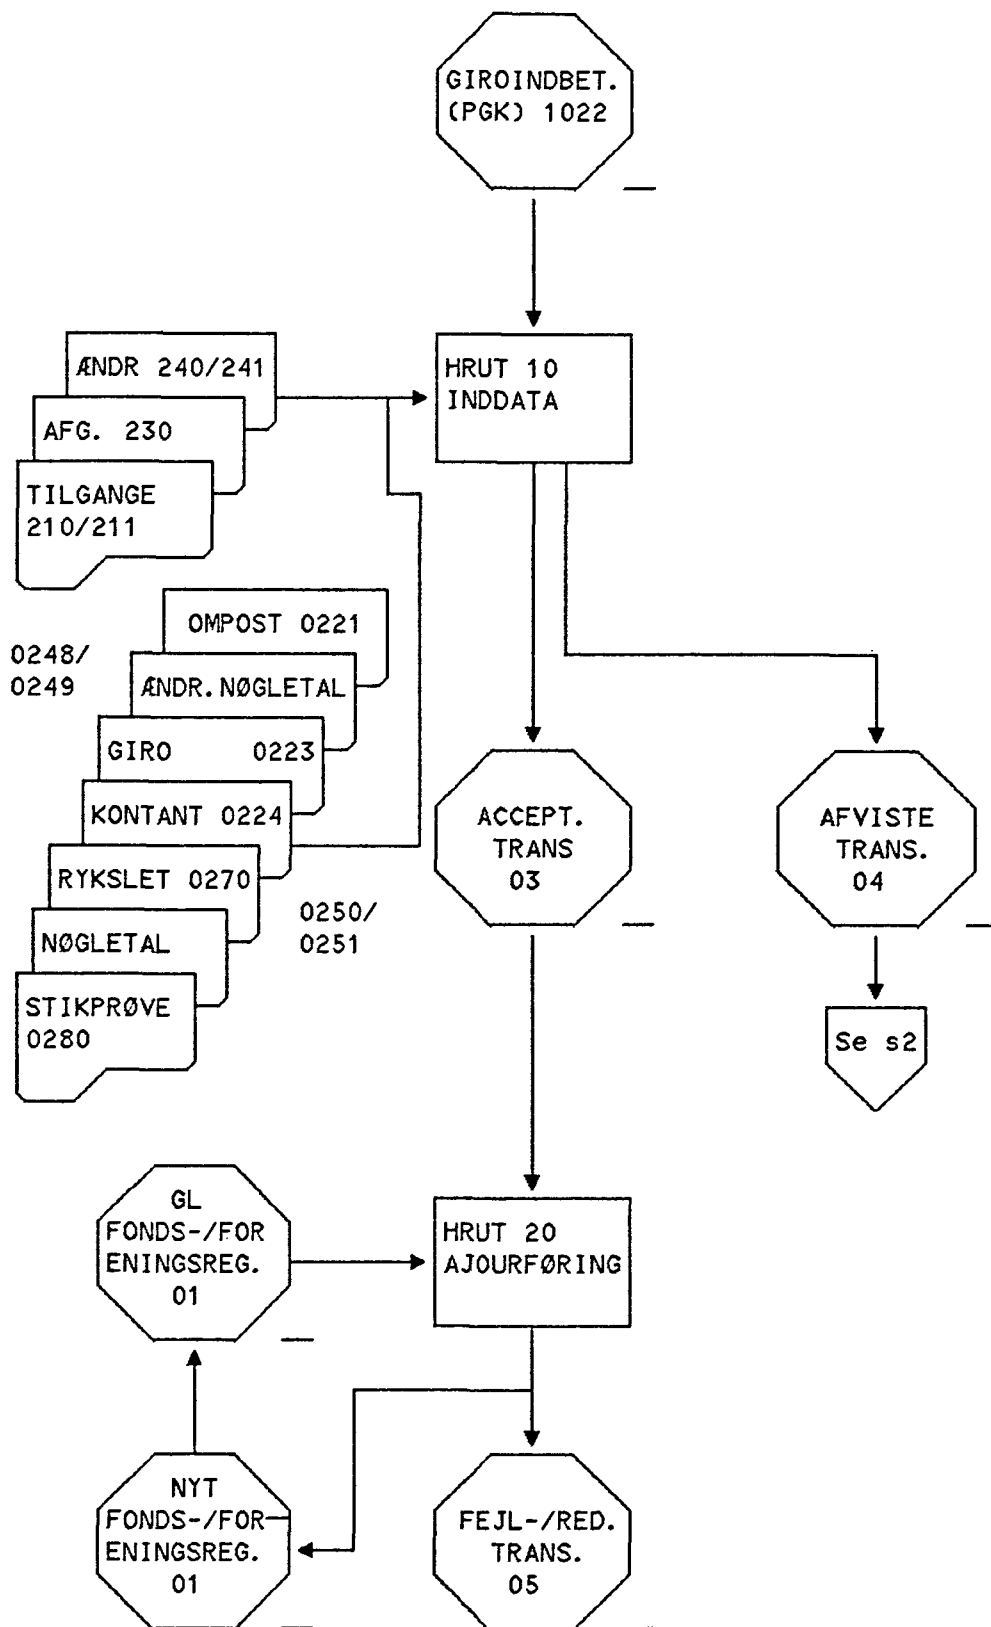 GIROINDBET.
(PGK) 1022
ÆNDR 240/241
AFG. 230
TILGANGE
210/211
HRUT 10
INDDATA
OMPOST 0221
0248/
0249
ÆNDR.NØGLETAL
GIRO 0223
KONTANT 0224
RYKSLET 0270
NØGLETAL
0250/
0251
STIKPRØVE
0280
ACCEPT.
TRANS
03
AFVISTE
TRANS.
04
Se s2
GL
FONDS-/FOR
ENINGSREG.
01
HRUT 20
AJOURFØRING
NYT
FONDS-/FOR
ENINGSREG.
01
FEJL-/RED.
TRANS.
05